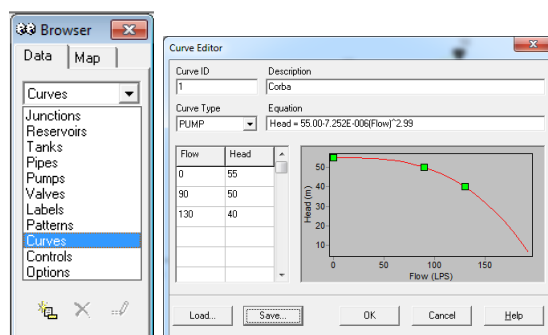 Browser
Data Map
Curves
Junctions
Reservoirs
Tanks
Pipes
Pumps
Valves
Labels
Patterns
Curves
Controls
Options
Curve Editor
Curve ID Description
1 Corba
Curve Type Equation
PUMP Head = 55.00-7.252E-006(Flow)^2.99
Flow Head
0 55
90 50
130 40
Head (m)
50
40
30
20
10
0 50 100 150
Flow (LPS)
Load... Save... OK Cancel Help